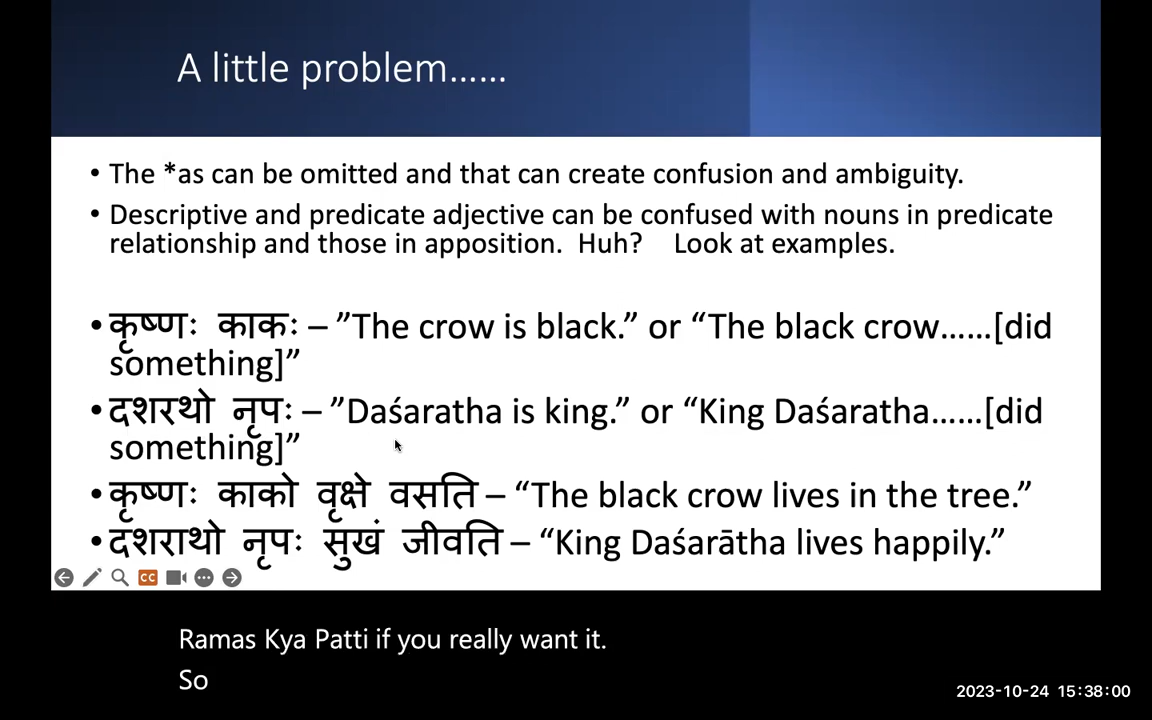 A little problem……
• The *as can be omitted and that can create confusion and ambiguity.
• Descriptive and predicate adjective can be confused with nouns in predicate
relationship and those in apposition.  Huh?    Look at examples.
• कृष्णः काकः – ”The crow is black.” or “The black crow……[did
something]”
• दशरथो नृपः – ”Daśaratha is king.” or “King Daśaratha……[did
something]”
• कृष्णः काको वृक्षे वसति – “The black crow lives in the tree.”
• दशराथो नृपः सुखं जीवति – “King Daśarātha lives happily.”
CC
Ramas Kya Patti if you really want it.
So
2023-10-24 15:38:00